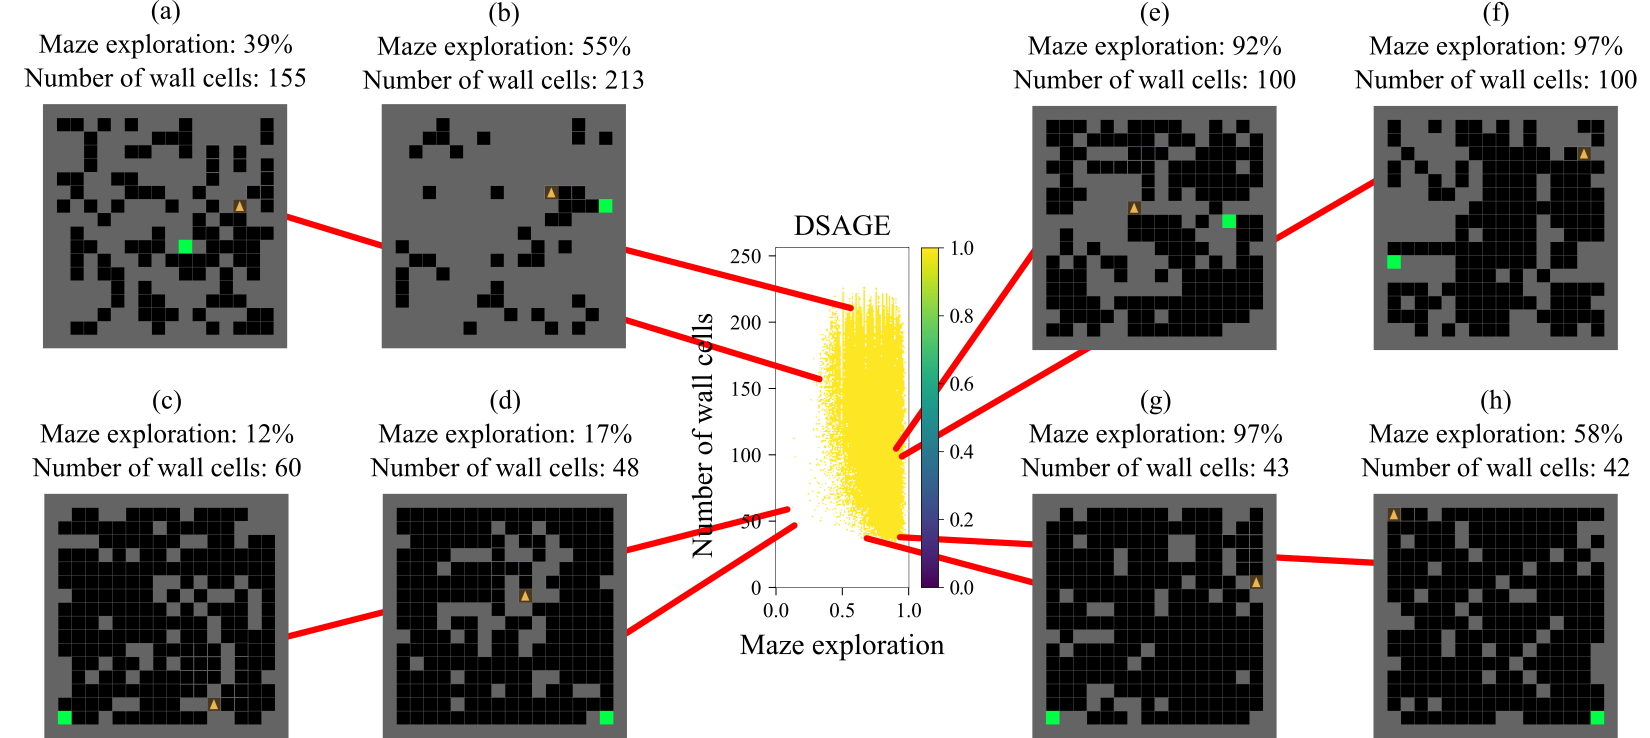 (a)
Maze exploration: 39%
Number of wall cells: 155
(b)
Maze exploration: 55%
Number of wall cells: 213
(e)
Maze exploration: 92%
Number of wall cells: 100
(f)
Maze exploration: 97%
Number of wall cells: 100
DSAGE
250
200
150
100
50
0
0.0
0.5
1.0
Number of wall cells
Maze exploration
1.0
0.8
0.6
0.4
0.2
0.0
(c)
Maze exploration: 12%
Number of wall cells: 60
(d)
Maze exploration: 17%
Number of wall cells: 48
(g)
Maze exploration: 97%
Number of wall cells: 43
(h)
Maze exploration: 58%
Number of wall cells: 42